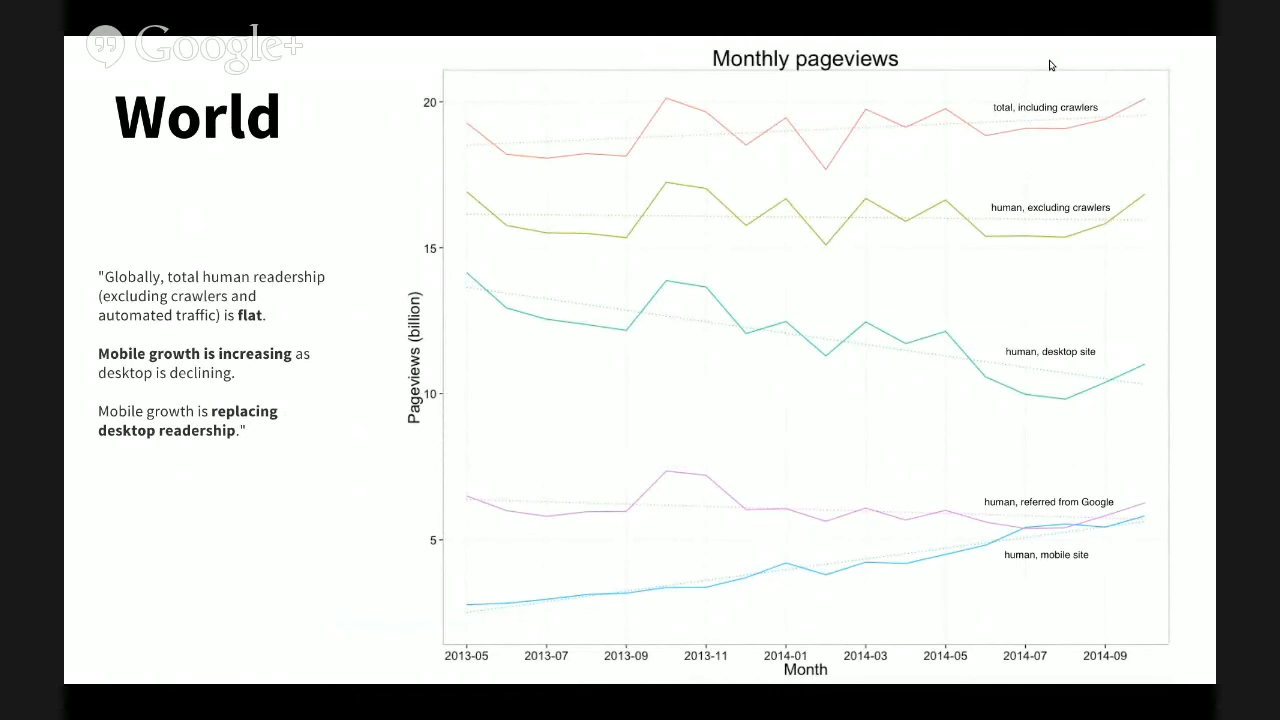 Google+
World
"Globally, total human readership
(excluding crawlers and
automated traffic) is flat.
Mobile growth is increasing as
desktop is declining.
Mobile growth is replacing
desktop readership."
Monthly pageviews
20
15
10
5
Pageviews (billion)
total, including crawlers
human, excluding crawlers
human, desktop site
human, referred from Google
human, mobile site
2013-05 2013-07 2013-09 2013-11 2014-01 2014-03 2014-05 2014-07 2014-09
Month